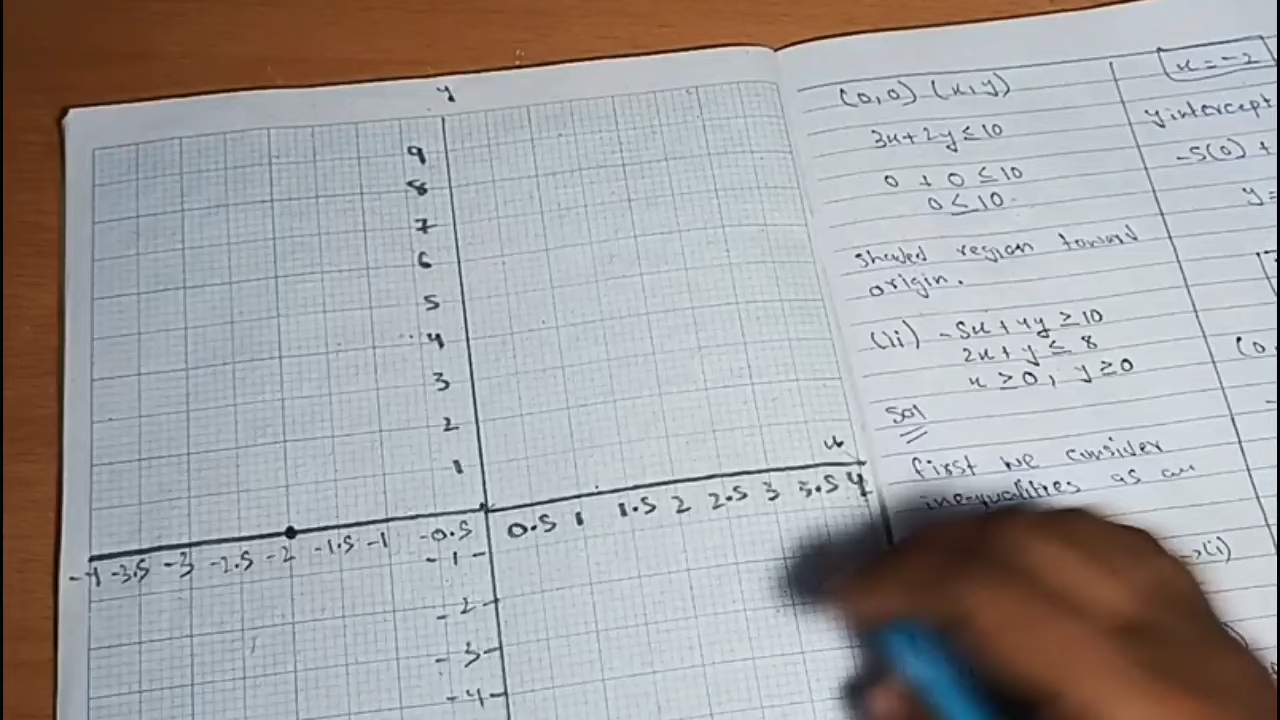 y
9
8
7
6
5
4
3
2
1
x
-4 -3.5 -3 -2.5 -2 -1.5 -1 -0.5 0.5 1 1.5 2 2.5 3 3.5 4
-1
-2
-3
-4
(0,0) (x,y)
3x+2y≤10
0 + 0 ≤ 10
0 ≤ 10.
shaded region toward
origin.
(ii) -5x+4y ≥ 10
2x+y ≤ 8
x ≥0, y≥0
Sol
first we consider
inequalities as an
→(i)
x=-2
y intercept
-5(0) +
y=
(0,